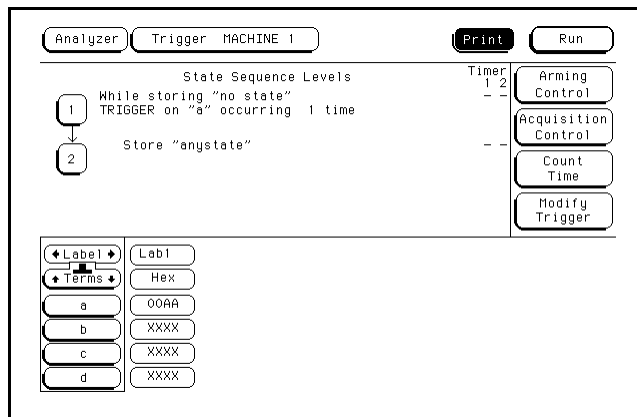 Analyzer Trigger MACHINE 1 Print Run
State Sequence Levels Timer
1 2
1 While storing "no state" - -
TRIGGER on "a" occurring 1 time
2 Store "anystate" - -
Arming
Control
Acquisition
Control
Count
Time
Modify
Trigger
Label Lab1
Terms Hex
a 00AA
b XXXX
c XXXX
d XXXX